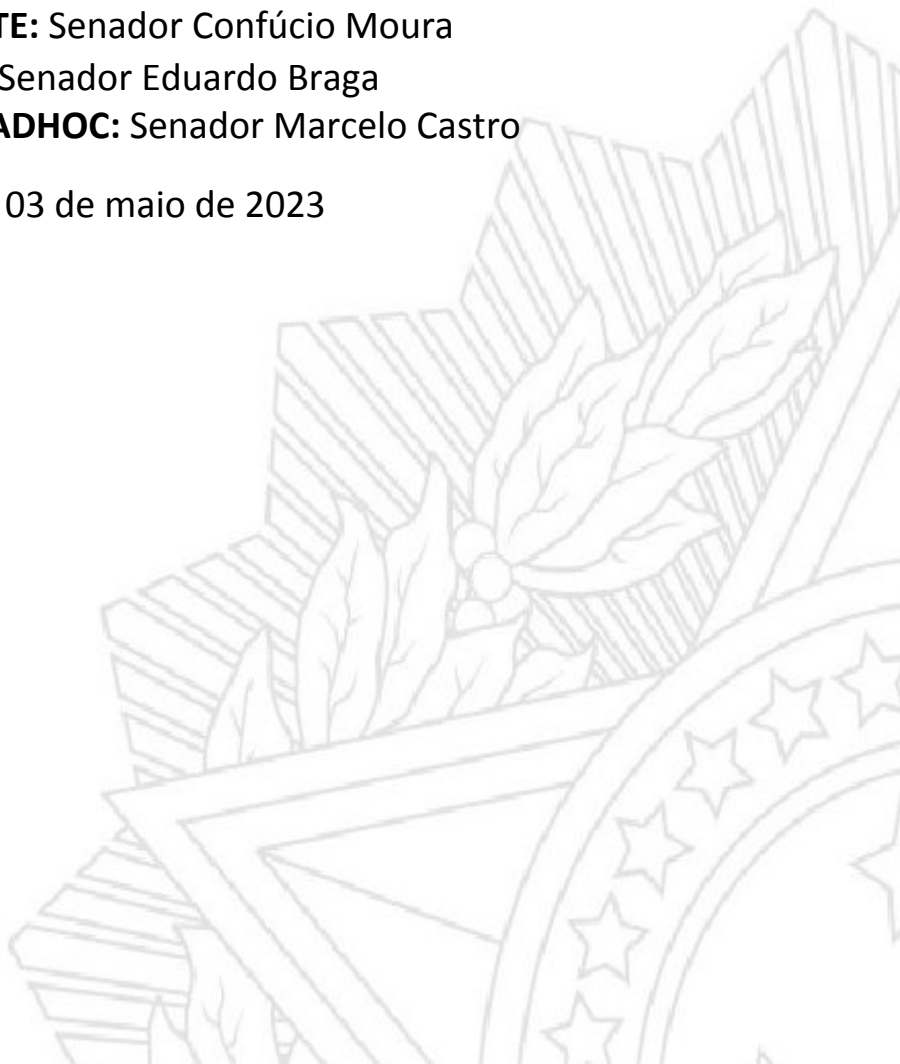 TE: Senador Confúcio Moura
Senador Eduardo Braga
ADHOC: Senador Marcelo Castro
03 de maio de 2023